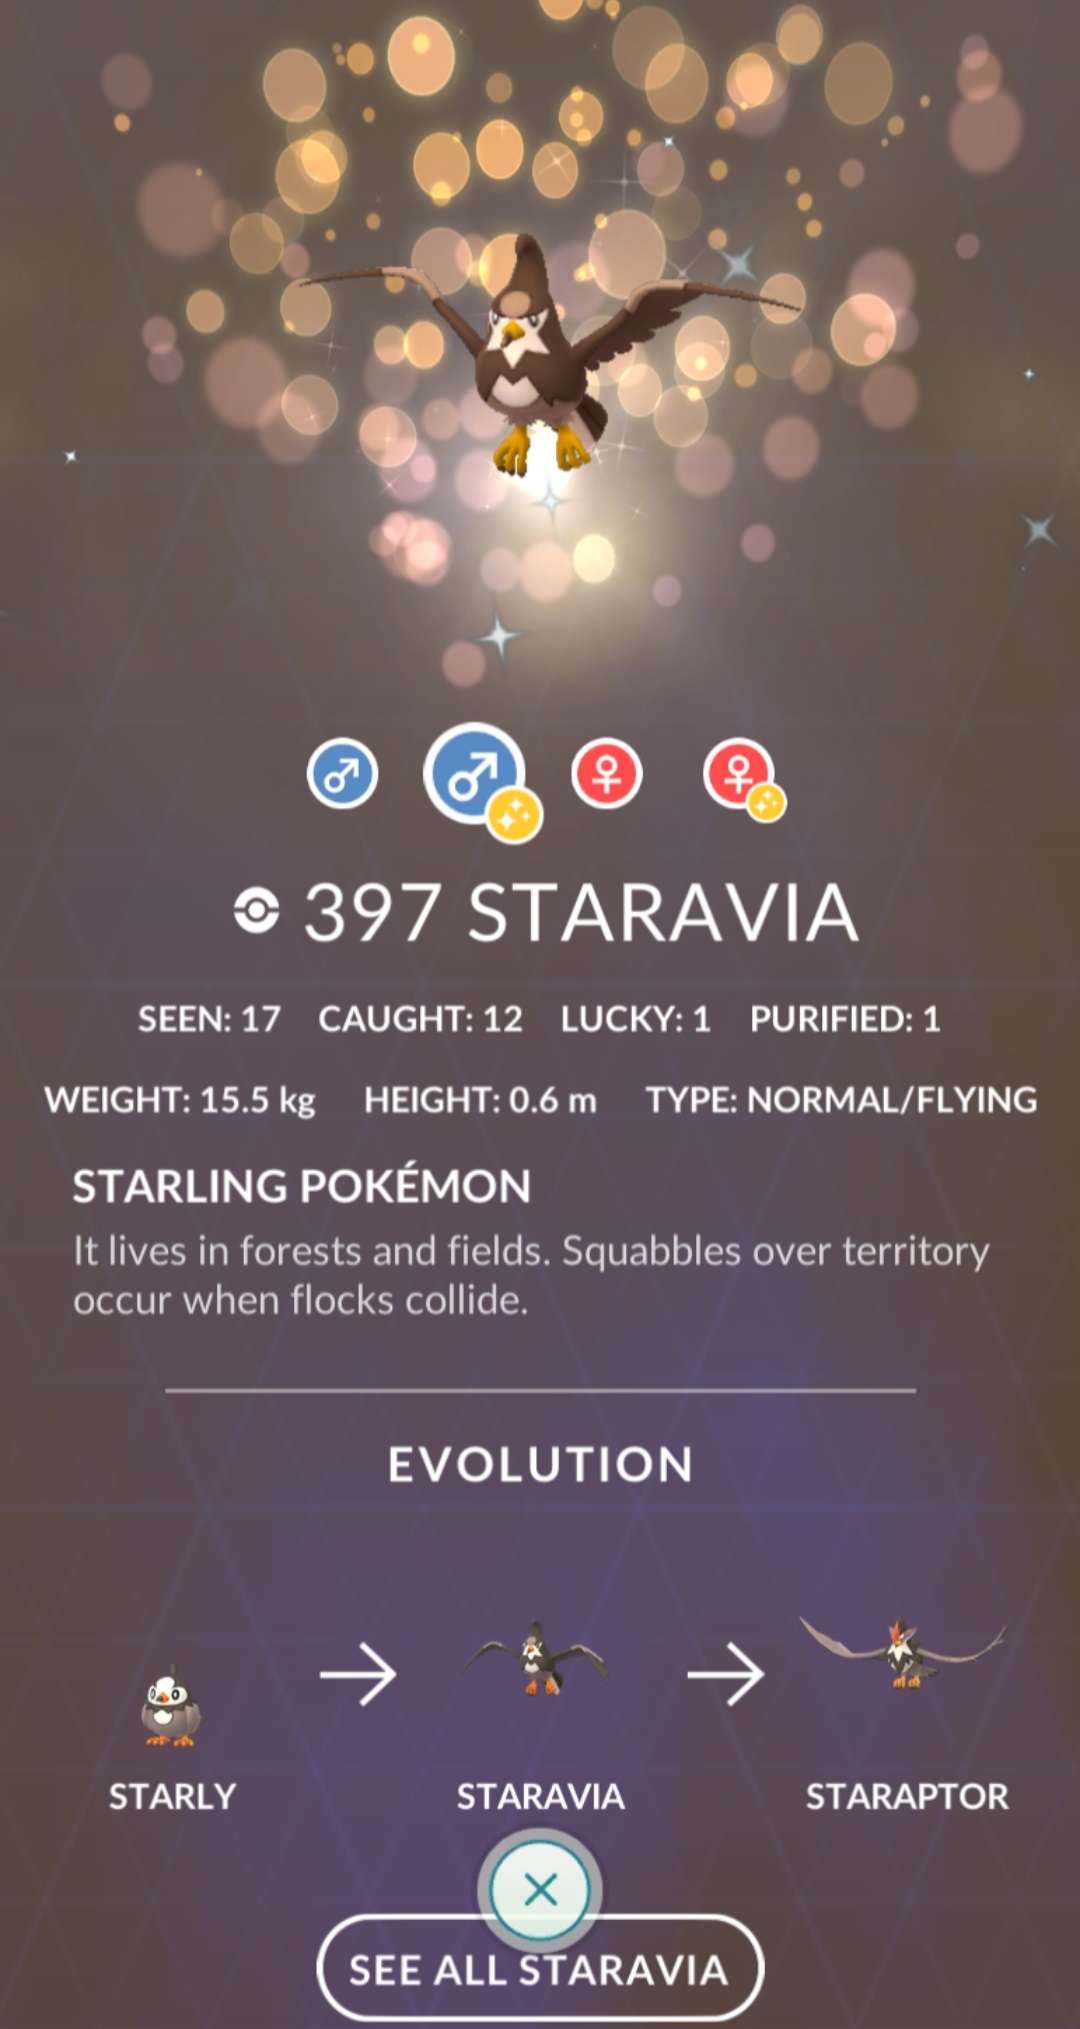 397 STARAVIA
SEEN: 17 CAUGHT: 12 LUCKY: 1 PURIFIED: 1
WEIGHT: 15.5 kg HEIGHT: 0.6 m TYPE: NORMAL/FLYING
STARLING POKÉMON
It lives in forests and fields. Squabbles over territory
occur when flocks collide.
EVOLUTION
STARLY STARAVIA STARAPTOR
SEE ALL STARAVIA